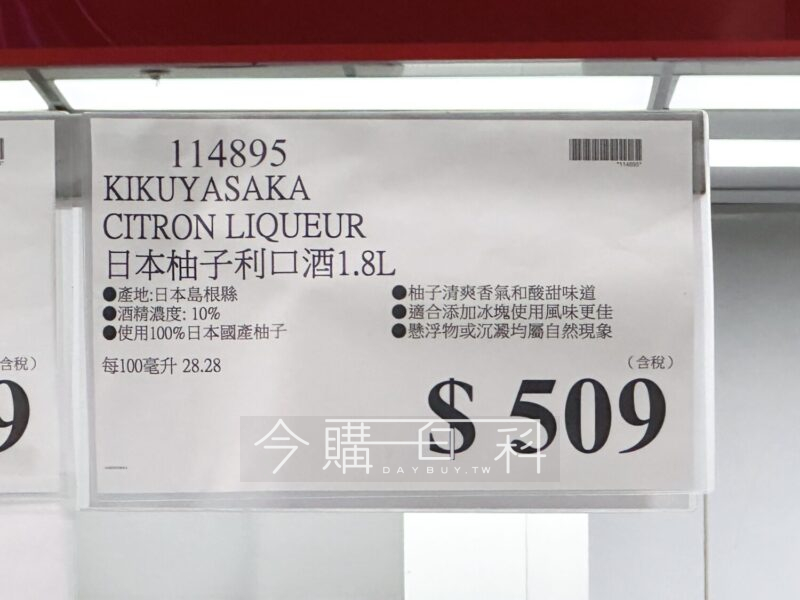 114895
"114895"
KIKUYASAKA
CITRON LIQUEUR
日本柚子利口酒1.8L
●產地:日本島根縣
●酒精濃度: 10%
●使用100%日本國產柚子
●柚子清爽香氣和酸甜味道
●適合添加冰塊使用風味更佳
●懸浮物或沉澱均屬自然現象
每100毫升 28.28
(含稅)
$ 509
含稅)
9
今購百科
DAYBUY.TW